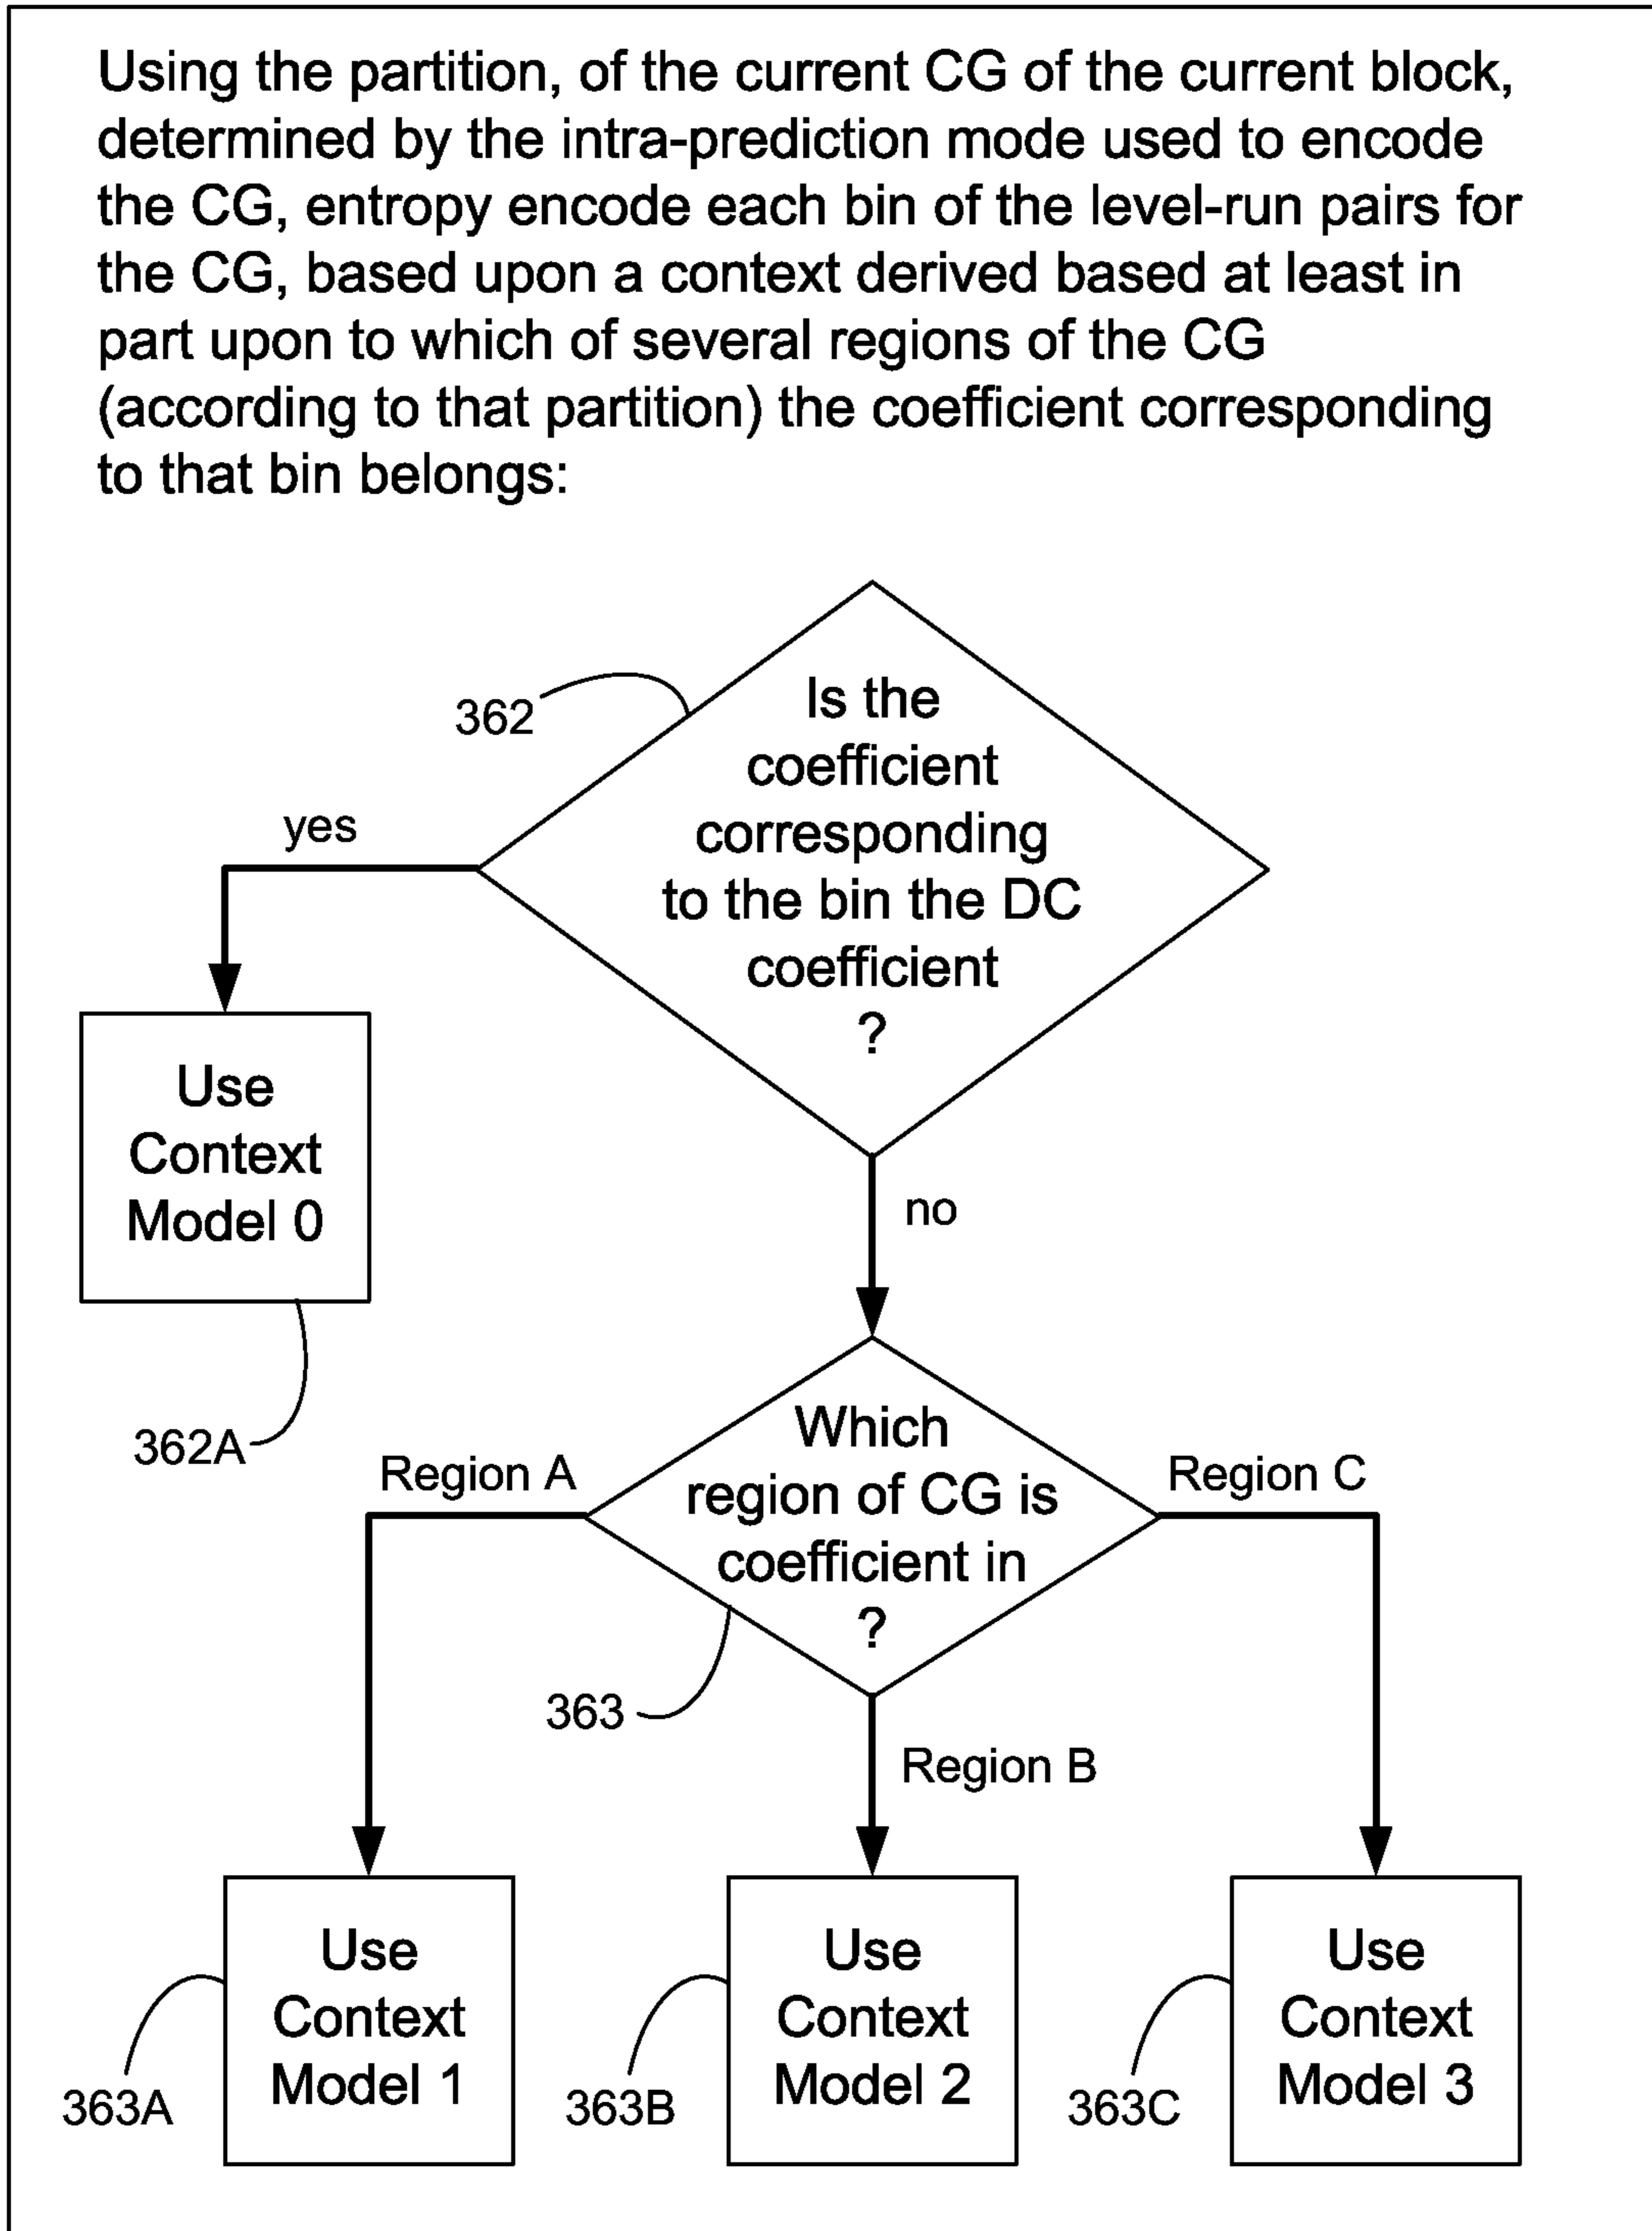 Using the partition, of the current CG of the current block,
determined by the intra-prediction mode used to encode
the CG, entropy encode each bin of the level-run pairs for
the CG, based upon a context derived based at least in
part upon to which of several regions of the CG
(according to that partition) the coefficient corresponding
to that bin belongs:
362
Is the
coefficient
corresponding
to the bin the DC
coefficient
?
yes
Use
Context
Model 0
362A
no
Which
region of CG is
coefficient in
?
Region A
Region C
363
Region B
Use
Context
Model 1
363A
Use
Context
Model 2
363B
Use
Context
Model 3
363C